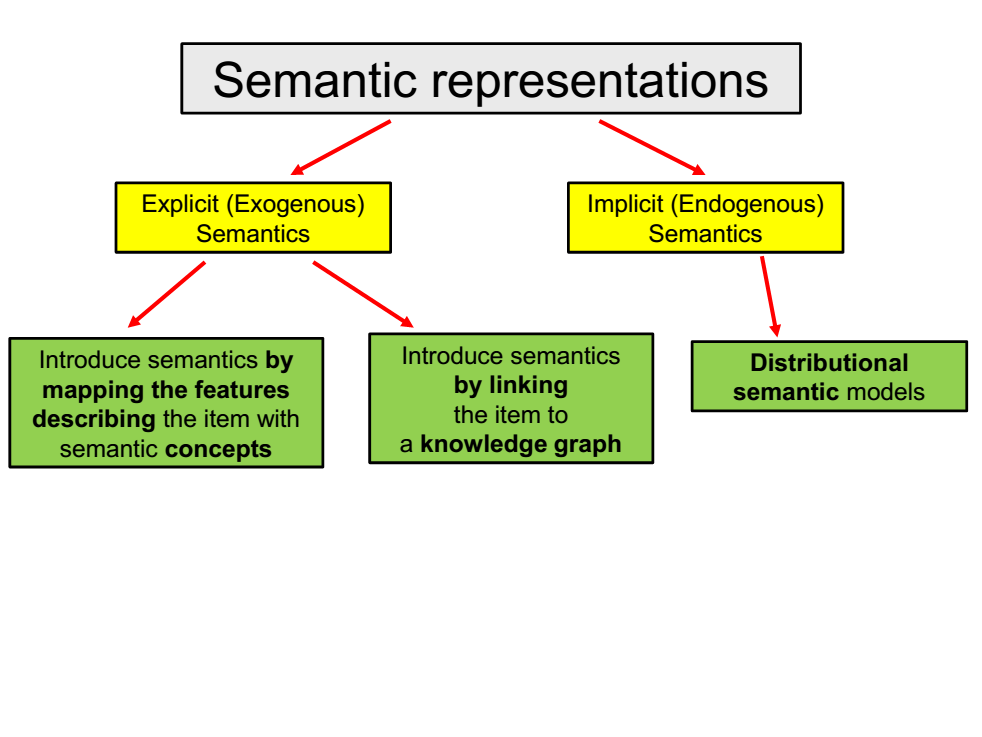 Semantic representations
Explicit (Exogenous)
Semantics
Implicit (Endogenous)
Semantics
Introduce semantics by
mapping the features
describing the item with
semantic concepts
Introduce semantics
by linking
the item to
a knowledge graph
Distributional
semantic models